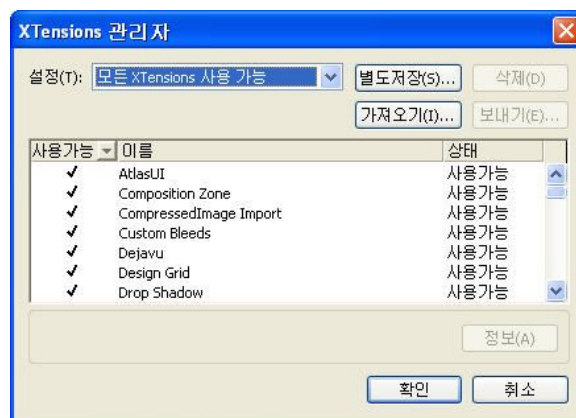 XTensions 관리자
설정(T): 모든 XTensions 사용 가능 별도저장(S)... 삭제(D)
가져오기(I)... 보내기(E)...
사용가능 이름 상태
AtlasUI 사용가능
Composition Zone 사용가능
CompressedImage Import 사용가능
Custom Bleeds 사용가능
Dejavu 사용가능
Design Grid 사용가능
Drop Shadow 사용가능
정보(A)
확인 취소